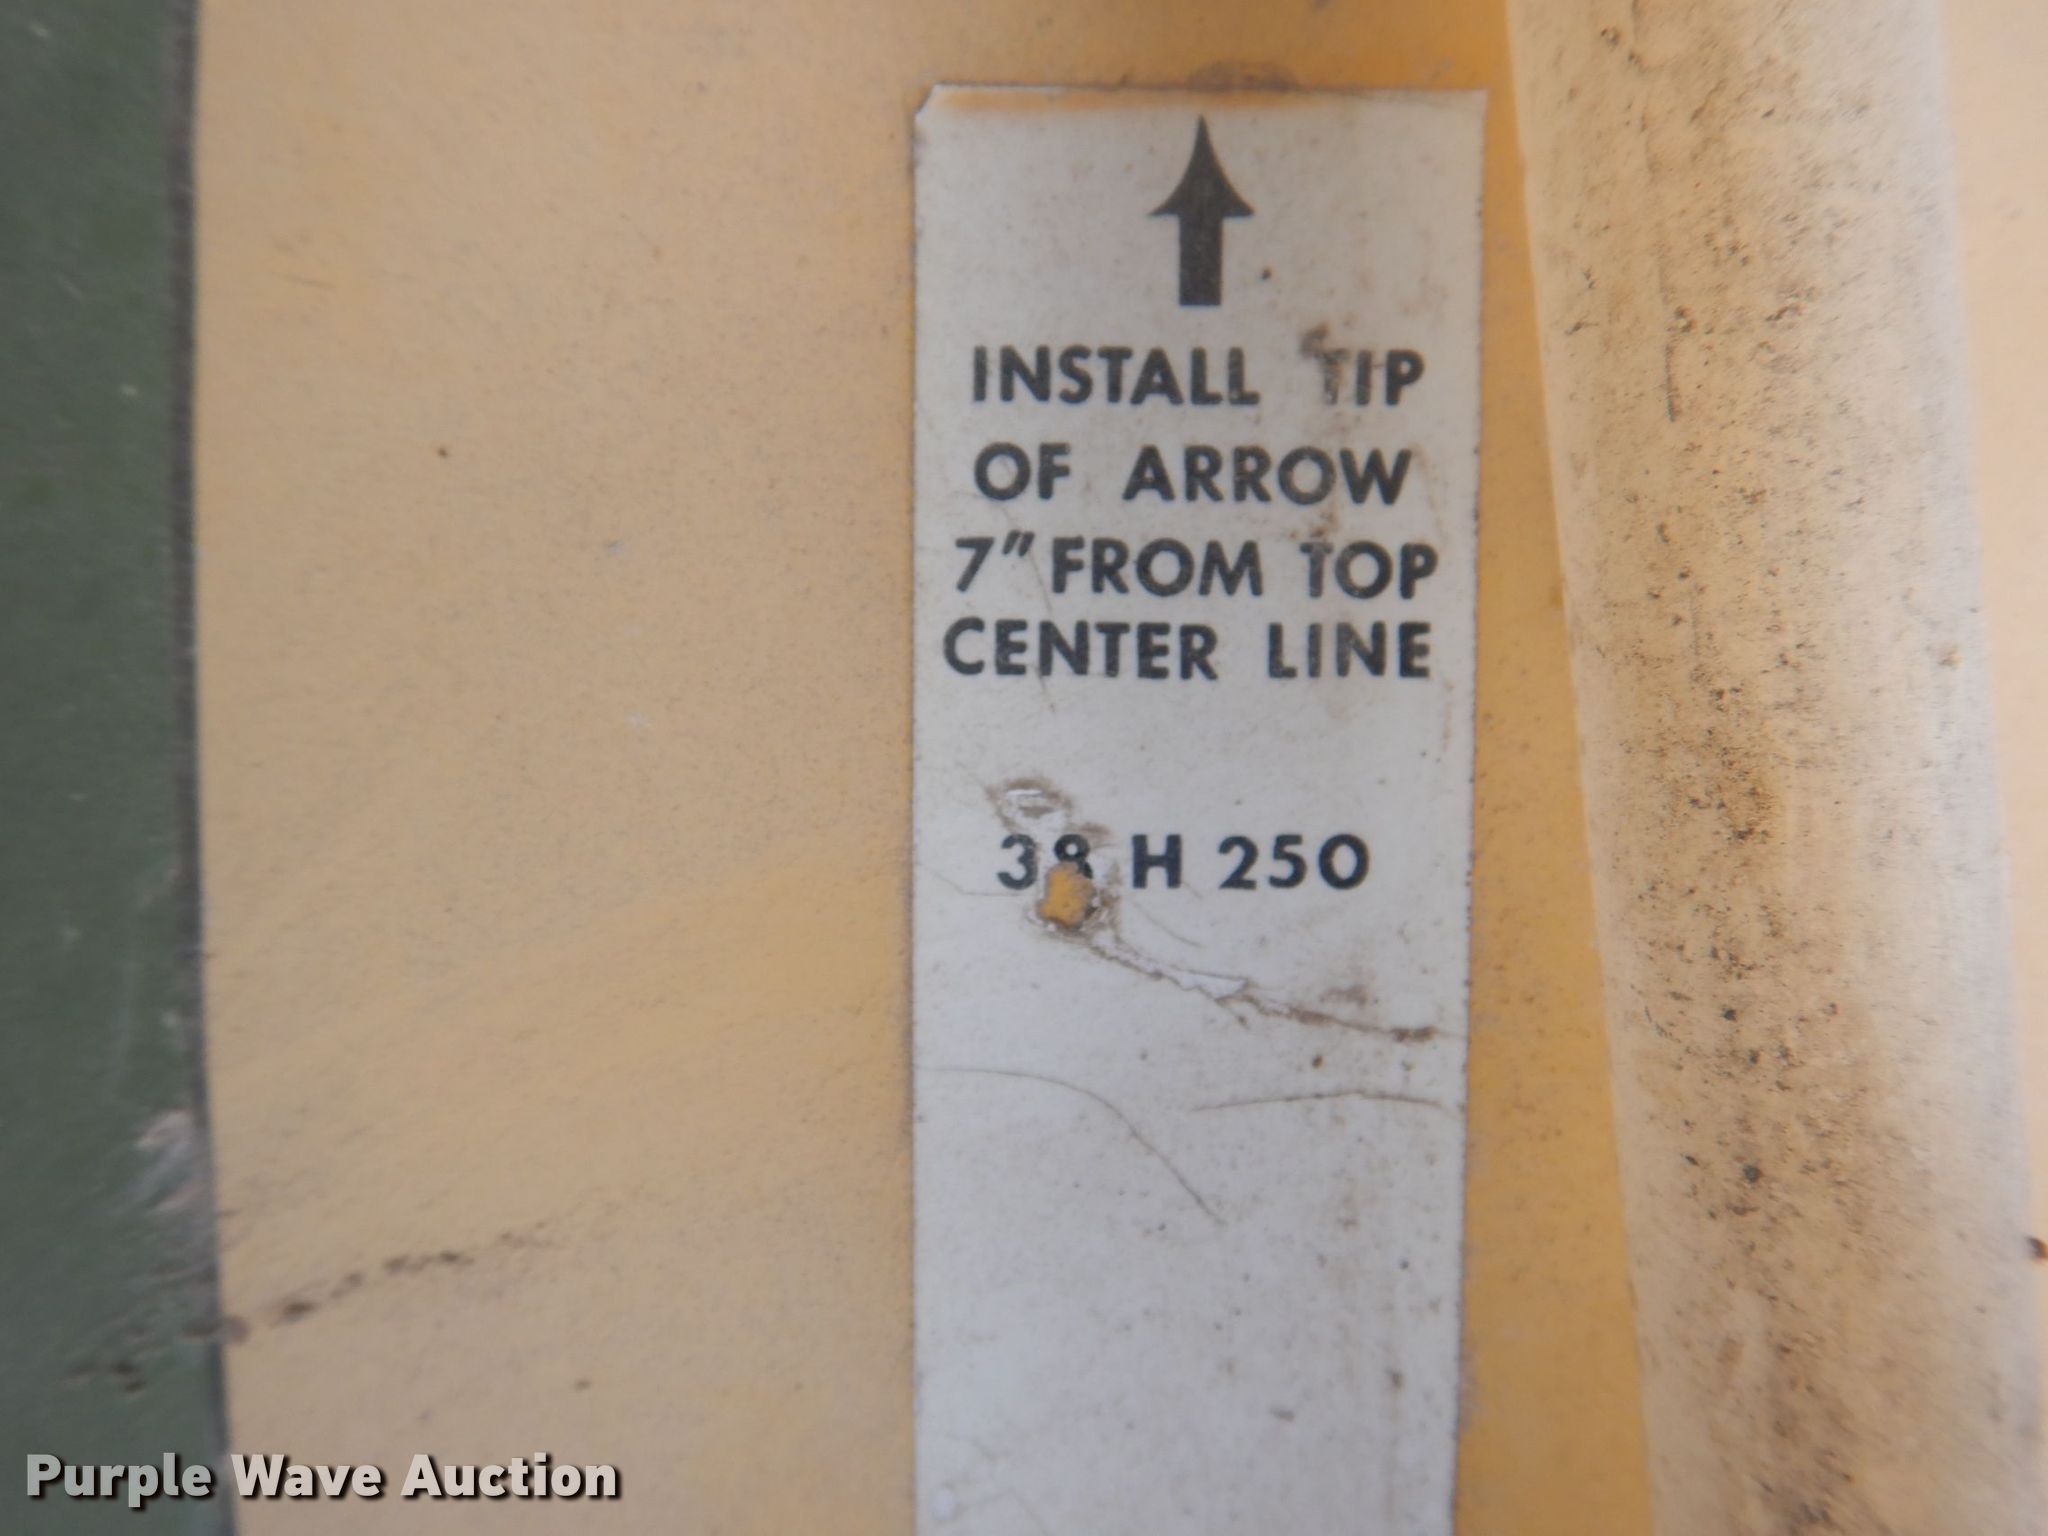 INSTALL TIP
OF ARROW
7" FROM TOP
CENTER LINE
38 H 250
Purple Wave Auction